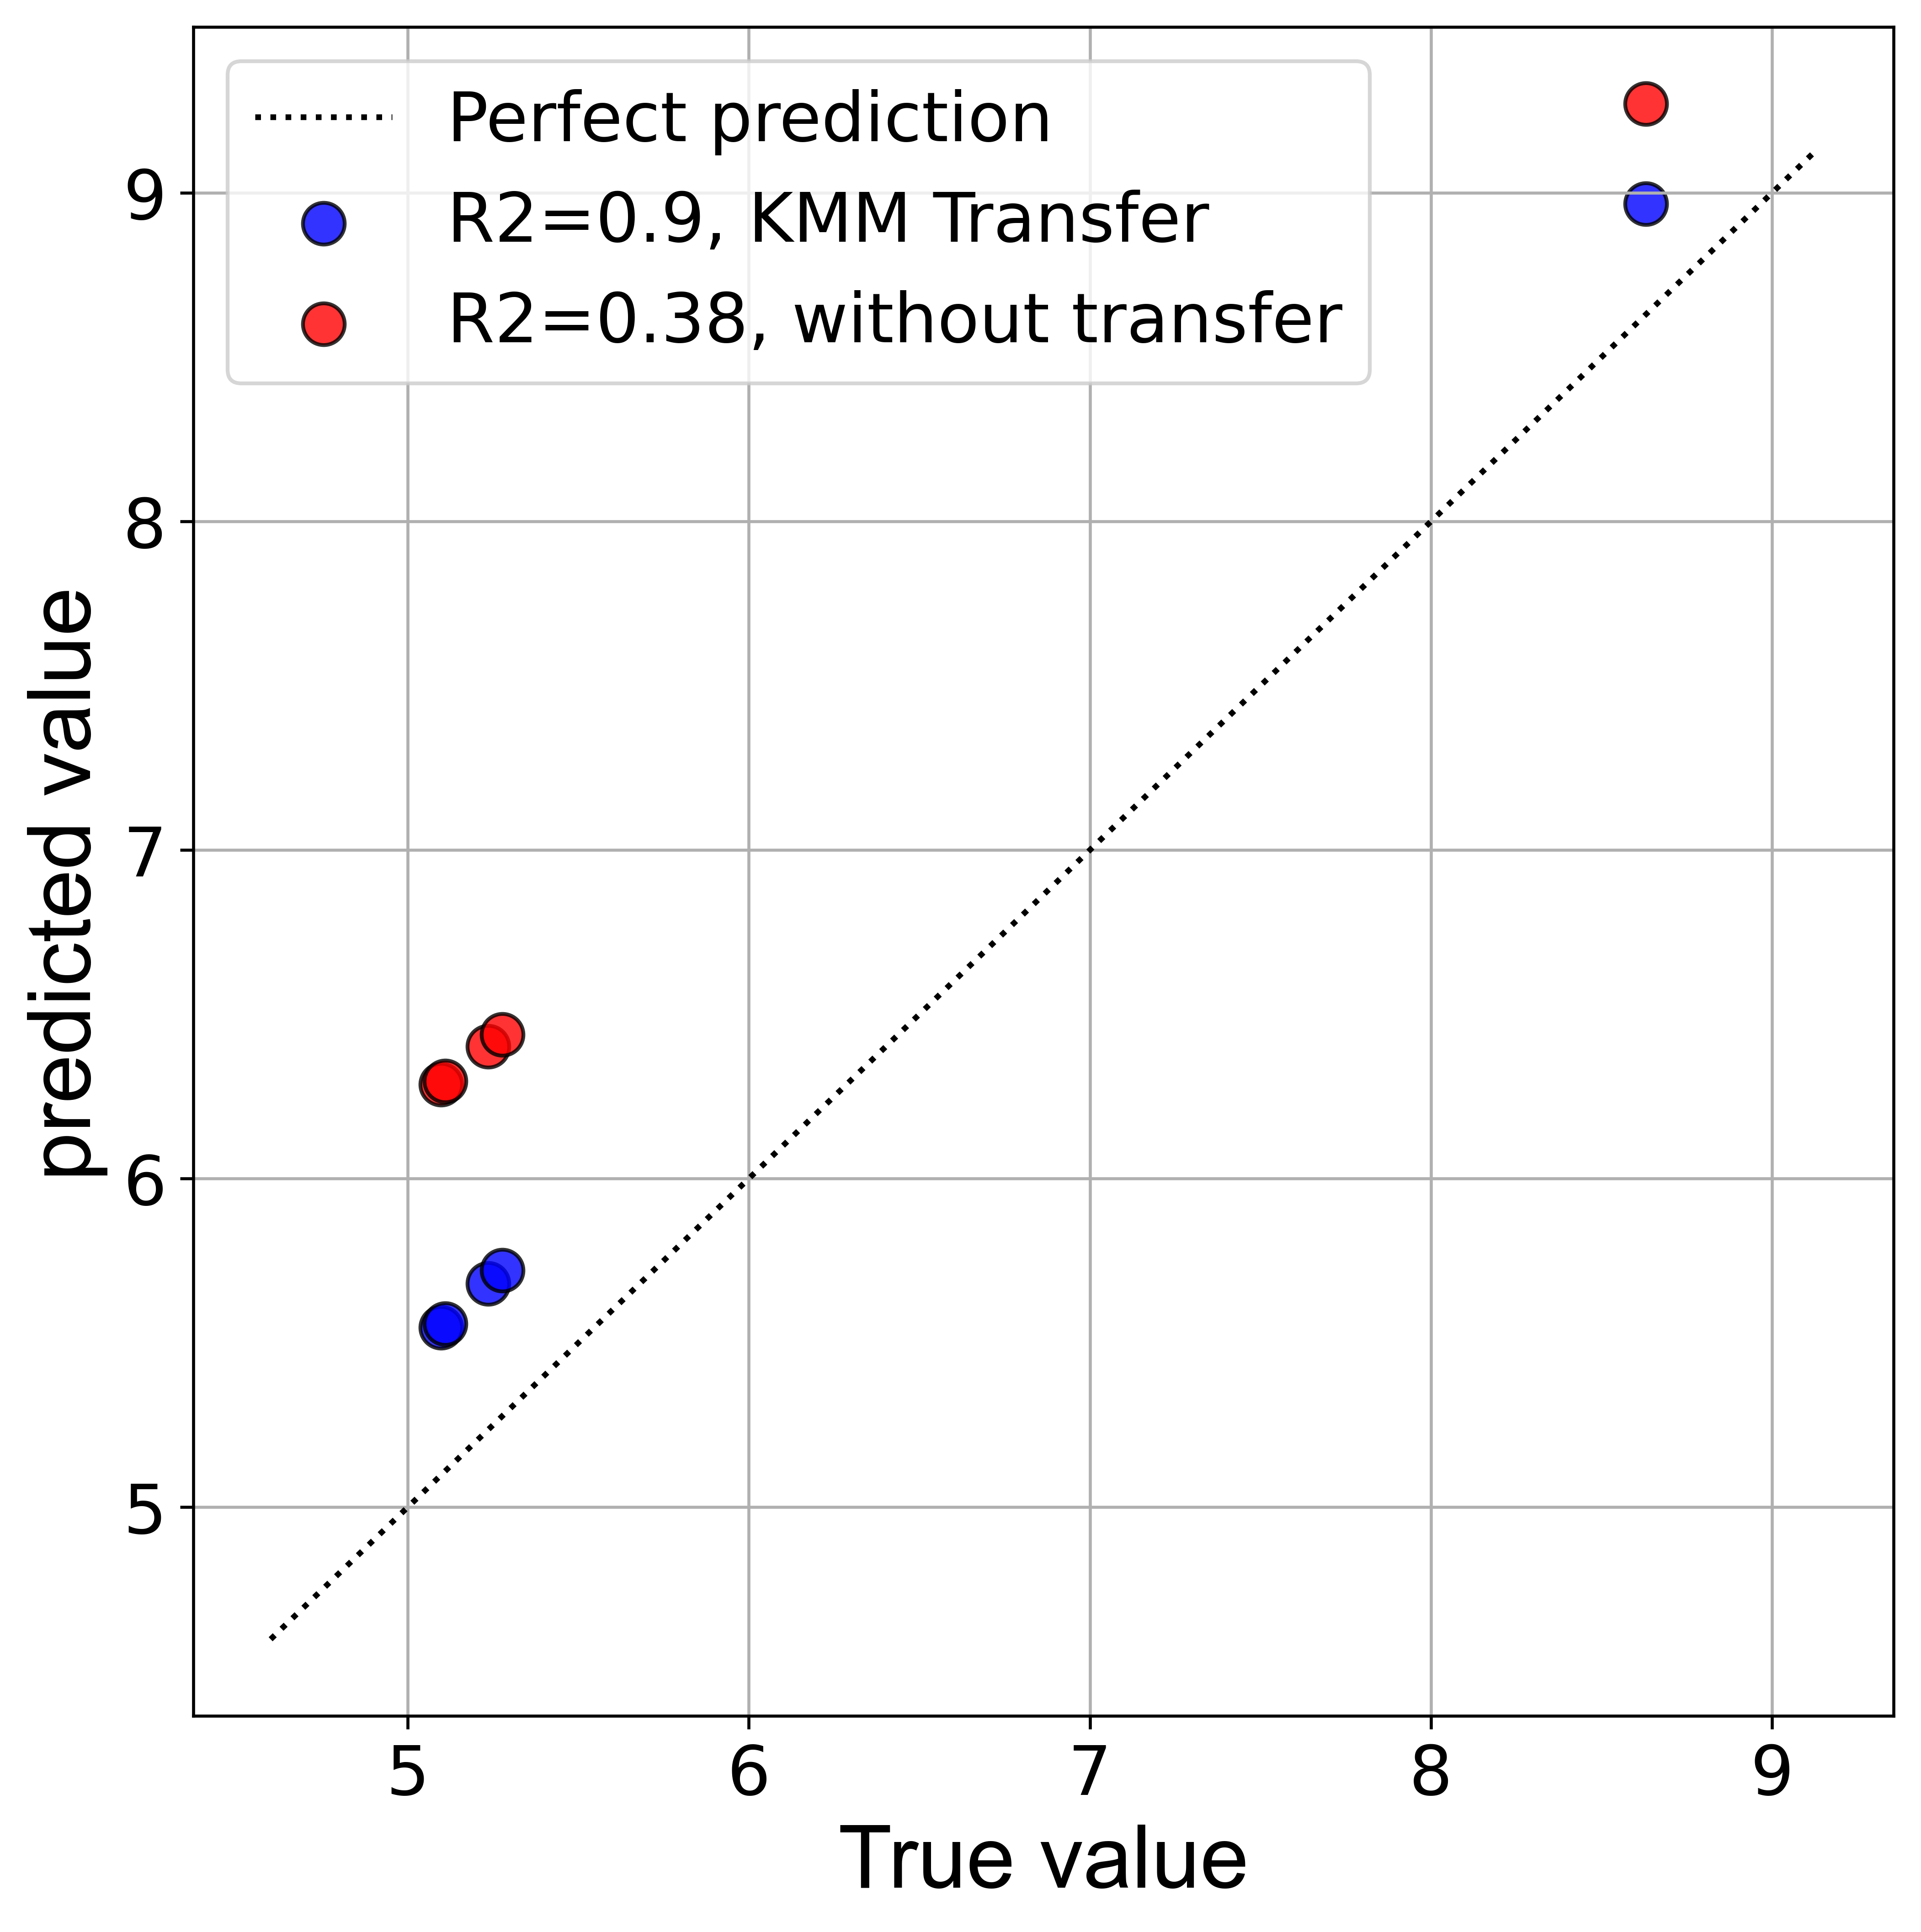 Perfect prediction
R2=0.9, KMM Transfer
R2=0.38, without transfer
9
8
7
6
5
predicted value
5 6 7 8 9
True value